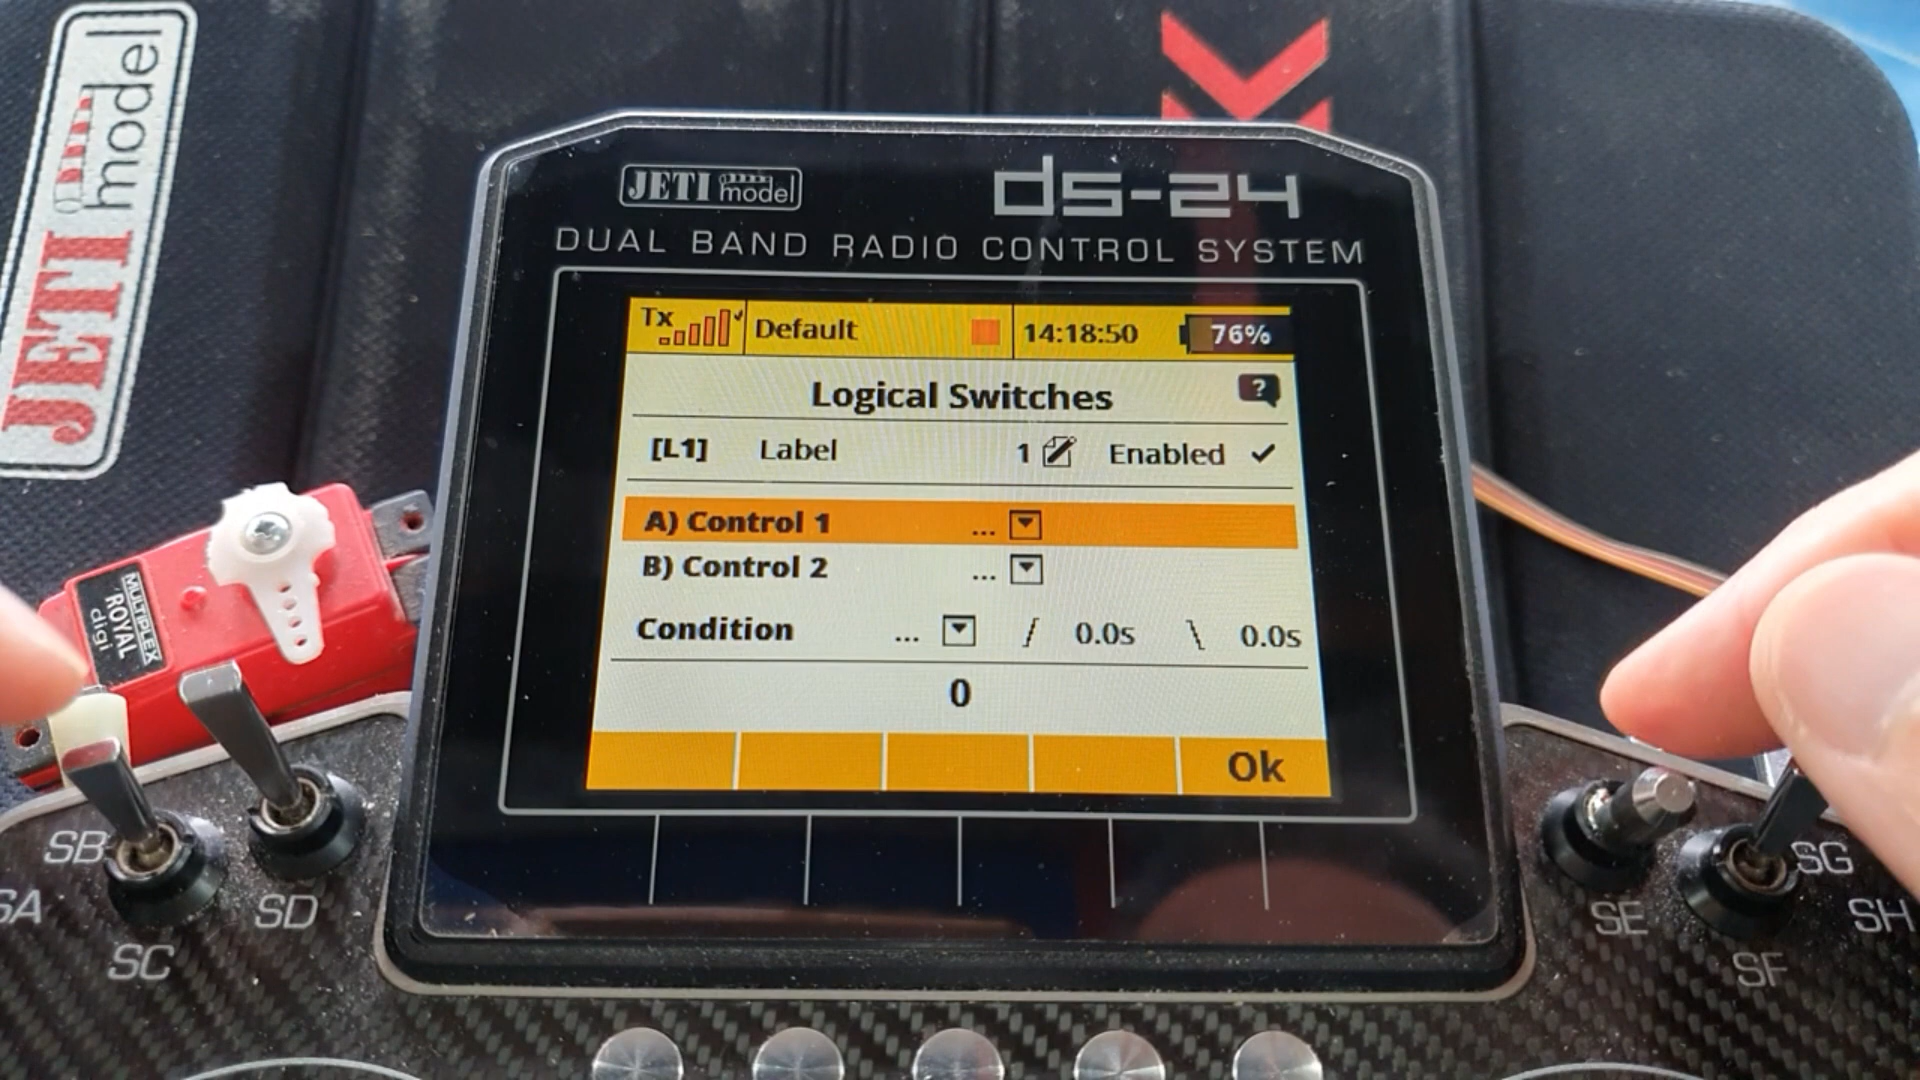 JETI model
JETI model
ds-24
DUAL BAND RADIO CONTROL SYSTEM
Tx Default 14:18:50 76%
Logical Switches ?
[L1] Label 1 Enabled ✓
A) Control 1 ...
B) Control 2 ...
Condition ... 0.0s 0.0s
0
Ok
MULTIPLEX
ROYAL
digi
SA
SB
SC
SD
SE
SF
SG
SH